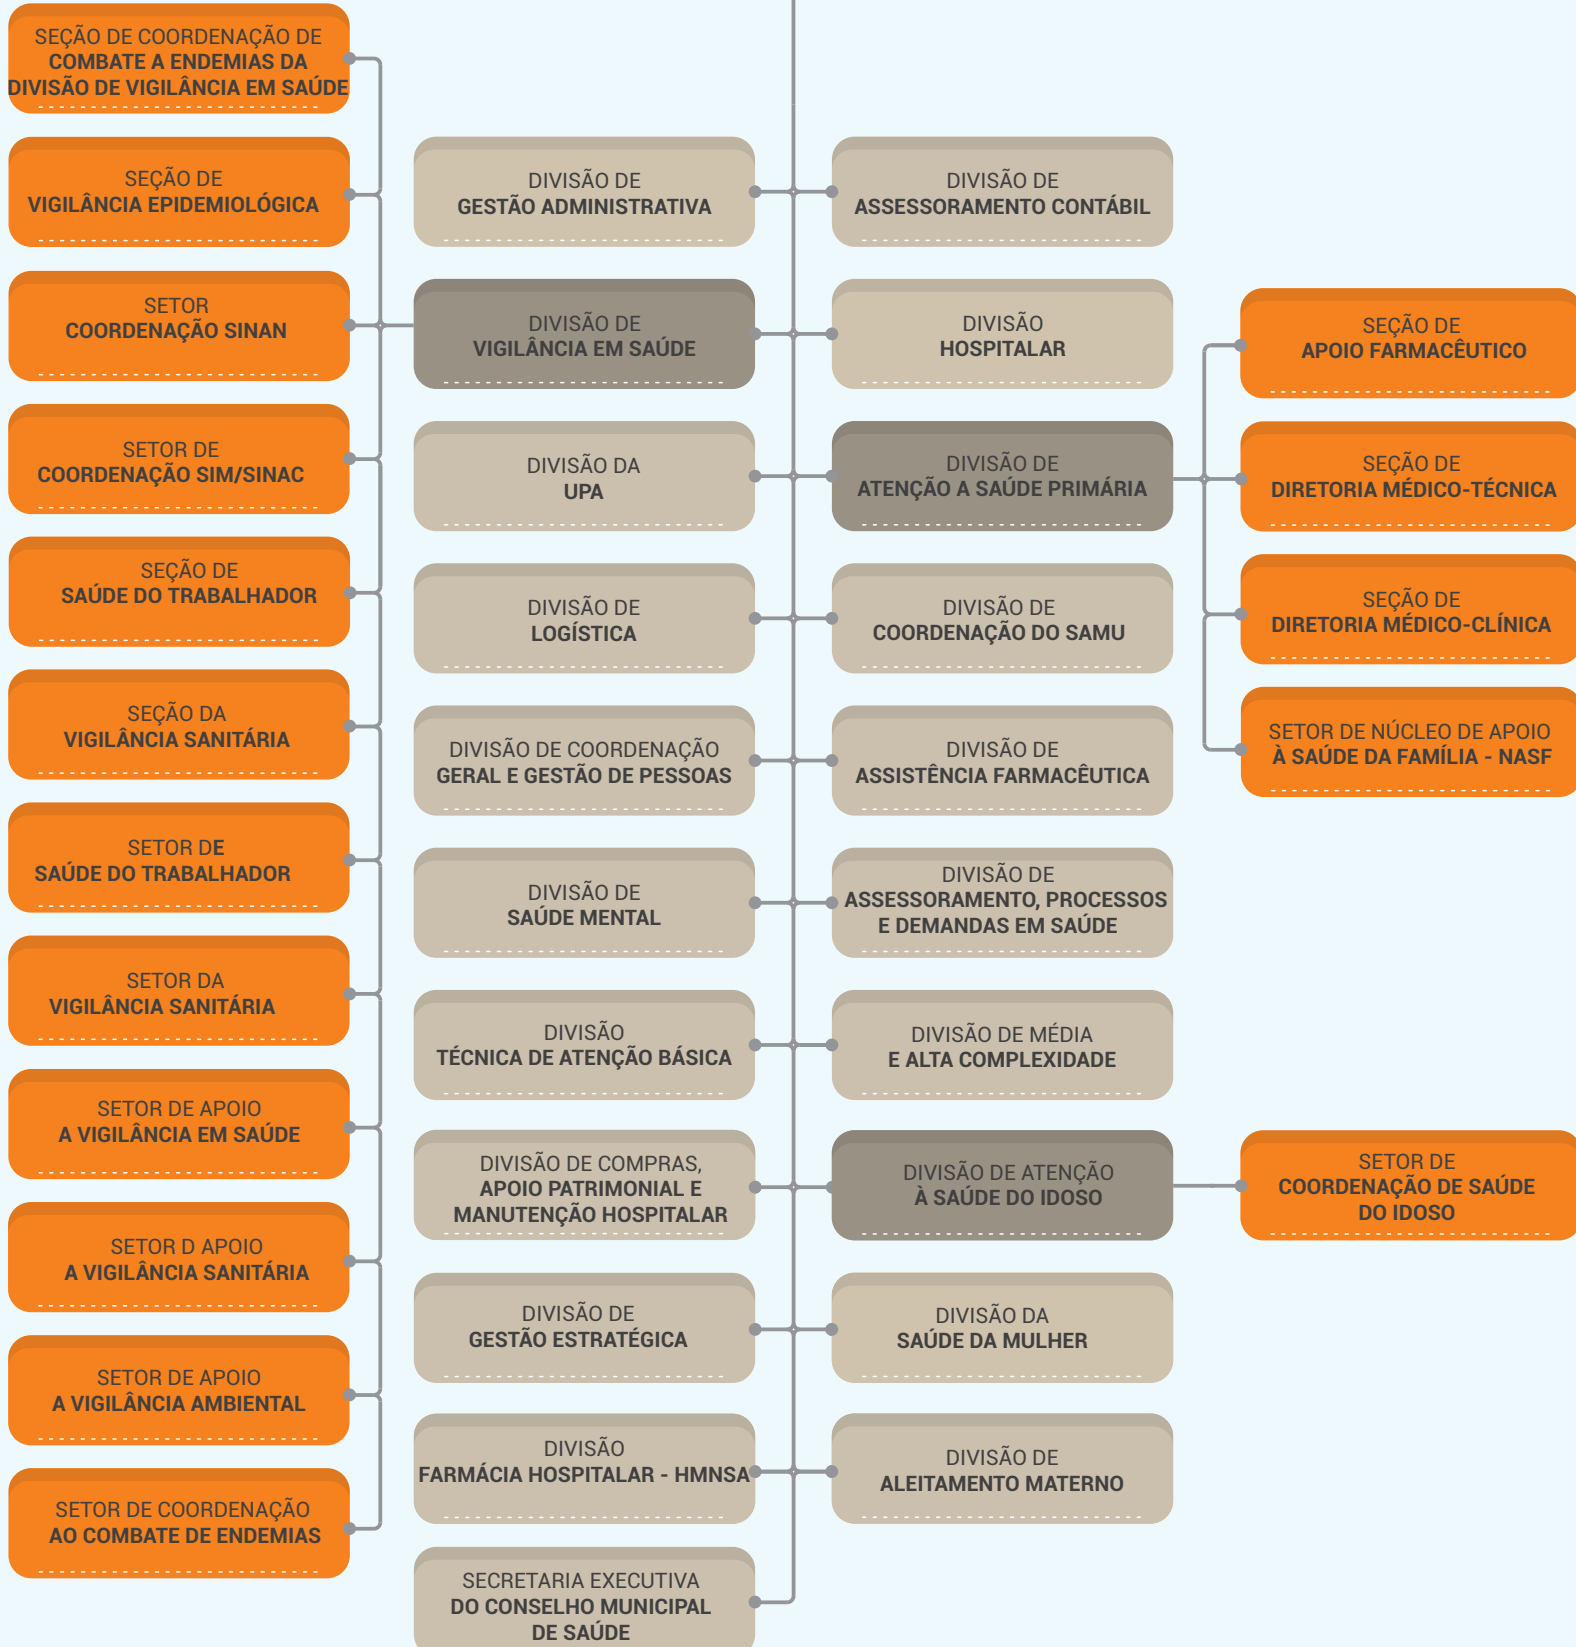 SEÇÃO DE COORDENAÇÃO DE
COMBATE A ENDEMIAS DA
DIVISÃO DE VIGILÂNCIA EM SAÚDE
SEÇÃO DE
VIGILÂNCIA EPIDEMIOLÓGICA
SETOR
COORDENAÇÃO SINAN
SETOR DE
COORDENAÇÃO SIM/SINAC
SEÇÃO DE
SAÚDE DO TRABALHADOR
SEÇÃO DA
VIGILÂNCIA SANITÁRIA
SETOR DE
SAÚDE DO TRABALHADOR
SETOR DA
VIGILÂNCIA SANITÁRIA
SETOR DE APOIO
A VIGILÂNCIA EM SAÚDE
SETOR D APOIO
A VIGILÂNCIA SANITÁRIA
SETOR DE APOIO
A VIGILÂNCIA AMBIENTAL
SETOR DE COORDENAÇÃO
AO COMBATE DE ENDEMIAS
DIVISÃO DE
GESTÃO ADMINISTRATIVA
DIVISÃO DE
VIGILÂNCIA EM SAÚDE
DIVISÃO DA
UPA
DIVISÃO DE
LOGÍSTICA
DIVISÃO DE COORDENAÇÃO
GERAL E GESTÃO DE PESSOAS
DIVISÃO DE
SAÚDE MENTAL
DIVISÃO
TÉCNICA DE ATENÇÃO BÁSICA
DIVISÃO DE COMPRAS,
APOIO PATRIMONIAL E
MANUTENÇÃO HOSPITALAR
DIVISÃO DE
GESTÃO ESTRATÉGICA
DIVISÃO
FARMÁCIA HOSPITALAR - HMNSA
SECRETARIA EXECUTIVA
DO CONSELHO MUNICIPAL
DE SAÚDE
DIVISÃO DE
ASSESSORAMENTO CONTÁBIL
DIVISÃO
HOSPITALAR
DIVISÃO DE
ATENÇÃO A SAÚDE PRIMÁRIA
DIVISÃO DE
COORDENAÇÃO DO SAMU
DIVISÃO DE
ASSISTÊNCIA FARMACÊUTICA
DIVISÃO DE
ASSESSORAMENTO, PROCESSOS
E DEMANDAS EM SAÚDE
DIVISÃO DE MÉDIA
E ALTA COMPLEXIDADE
DIVISÃO DE ATENÇÃO
À SAÚDE DO IDOSO
DIVISÃO DA
SAÚDE DA MULHER
DIVISÃO DE
ALEITAMENTO MATERNO
SEÇÃO DE
APOIO FARMACÊUTICO
SEÇÃO DE
DIRETORIA MÉDICO-TÉCNICA
SEÇÃO DE
DIRETORIA MÉDICO-CLÍNICA
SETOR DE NÚCLEO DE APOIO
À SAÚDE DA FAMÍLIA - NASF
SETOR DE
COORDENAÇÃO DE SAÚDE
DO IDOSO